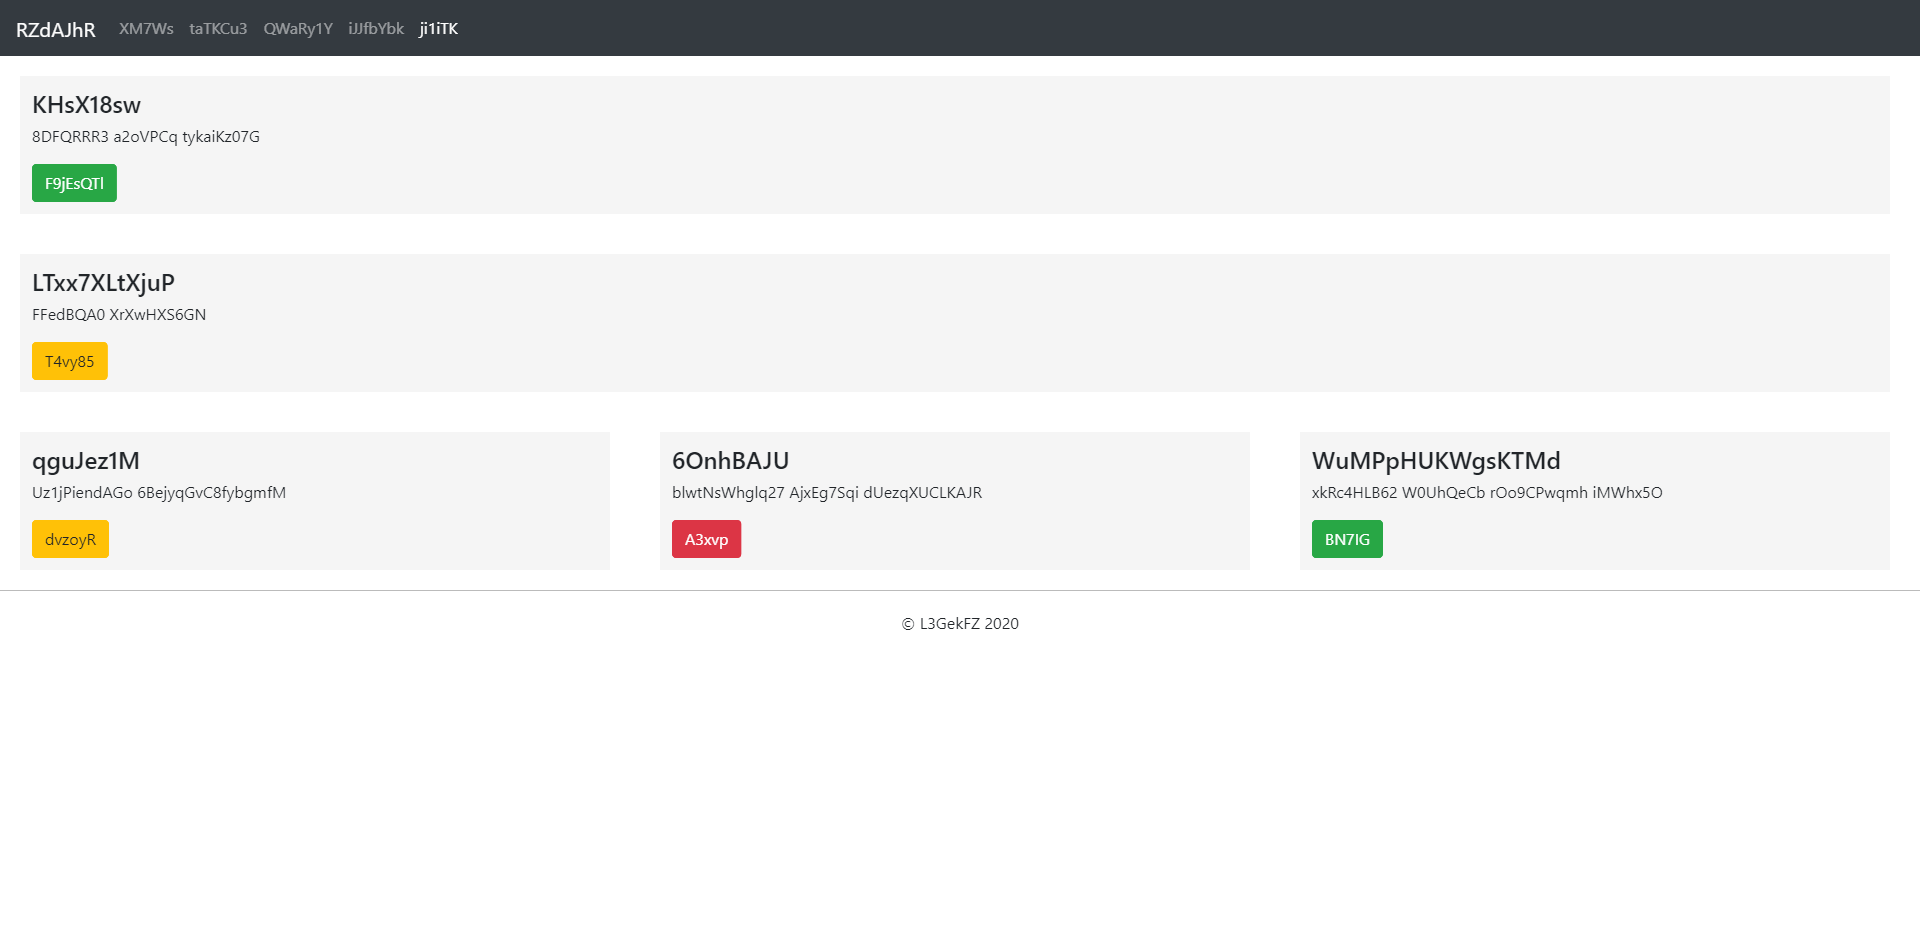 RZdAJhR XM7Ws taTKCu3 QWaRy1Y iJJfbYbk ji1iTK
KHsX18sw
8DFQRRR3 a2oVPCq tykaiKz07G
F9jEsQTl
LTxx7XLtXjuP
FFedBQA0 XrXwHXS6GN
T4vy85
qguJez1M
Uz1jPiendAGo 6BejyqGvC8fybgmfM
dvzoyR
6OnhBAJU
blwtNsWhglq27 AjxEg7Sqi dUezqXUCLKAJR
A3xvp
WuMPpHUKWgsKTMd
xkRc4HLB62 W0UhQeCb rOo9CPwqmh iMWhx5O
BN7IG
© L3GekFZ 2020